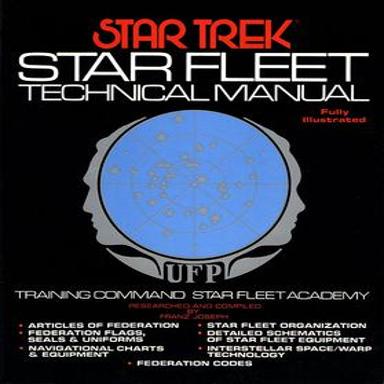 STAR TREK
STAR FLEET
TECHNICAL MANUAL
Fully
Illustrated
UFP
TRAINING COMMAND STAR FLEET ACADEMY
RESEARCHED AND COMPILED
BY
FRANZ JOSEPH
• ARTICLES OF FEDERATION
• FEDERATION FLAGS,
SEALS & UNIFORMS
• NAVIGATIONAL CHARTS
& EQUIPMENT
• STAR FLEET ORGANIZATION
• DETAILED SCHEMATICS
OF STAR FLEET EQUIPMENT
• INTERSTELLAR SPACE/WARP
TECHNOLOGY
• FEDERATION CODES